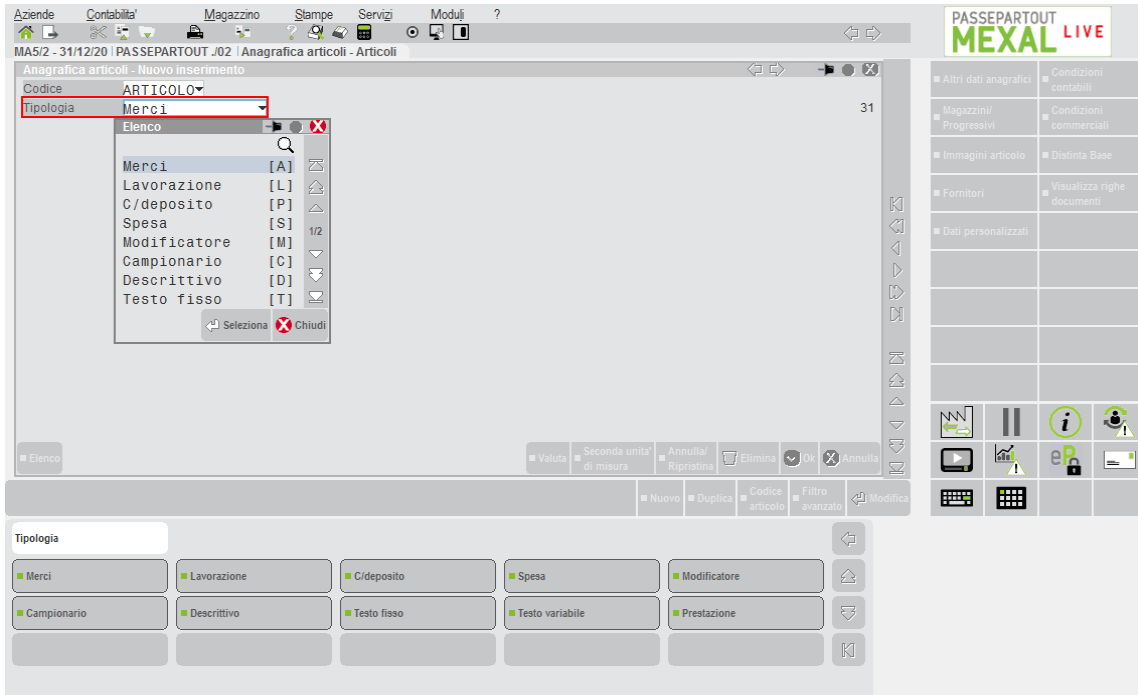 Aziende Contabilita' Magazzino Stampe Servizi Moduli ?
MA5/2 - 31/12/20 | PASSEPARTOUT ./02 | Anagrafica articoli - Articoli
PASSEPARTOUT
MEXAL LIVE
Anagrafica articoli - Nuovo inserimento
Codice ARTICOLO
Tipologia Merci 31
Elenco
Merci [A]
Lavorazione [L]
C/deposito [P]
Spesa [S]
1/2
Modificatore [M]
Campionario [C]
Descrittivo [D]
Testo fisso [T]
Seleziona Chiudi
Altri dati anagrafici
Condizioni
contabili
Magazzini/
Progressivi
Condizioni
commerciali
Immagini articolo
Distinta Base
Fornitori
Visualizza righe
documenti
Dati personalizzati
Elenco
Valuta
Seconda unita'
di misura
Annulla/
Ripristina
Elimina
Ok
Annulla
Nuovo
Duplica
Codice
articolo
Filtro
avanzato
Modifica
Tipologia
Merci Lavorazione C/deposito Spesa Modificatore
Campionario Descrittivo Testo fisso Testo variabile Prestazione